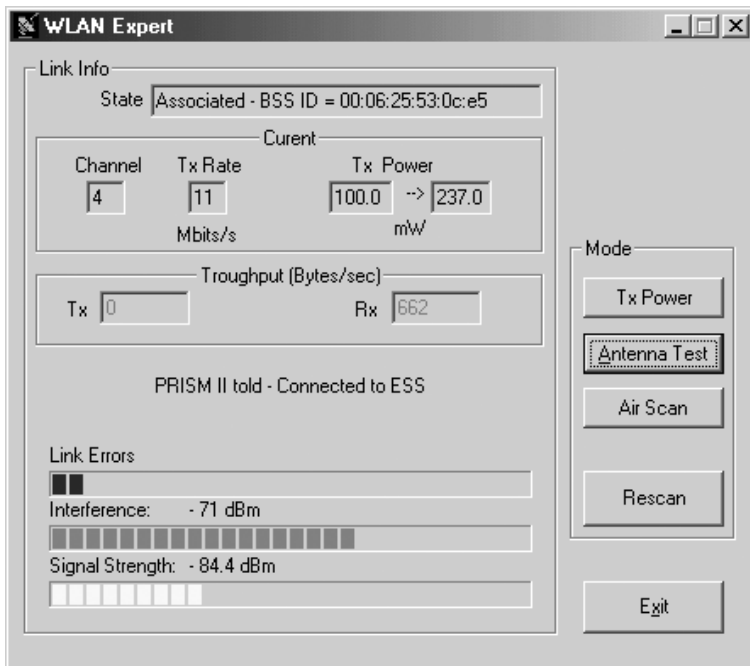 WLAN Expert
Link Info
State Associated - BSS ID = 00:06:25:53:0c:e5
Curent
Channel Tx Rate Tx Power
4 11 100.0 --> 237.0
Mbits/s mW
Mode
Troughput (Bytes/sec)
Tx 0 Rx 662
Tx Power
Antenna Test
PRISM II told - Connected to ESS
Air Scan
Link Errors
Rescan
Interference: - 71 dBm
Signal Strength: - 84.4 dBm
Exit